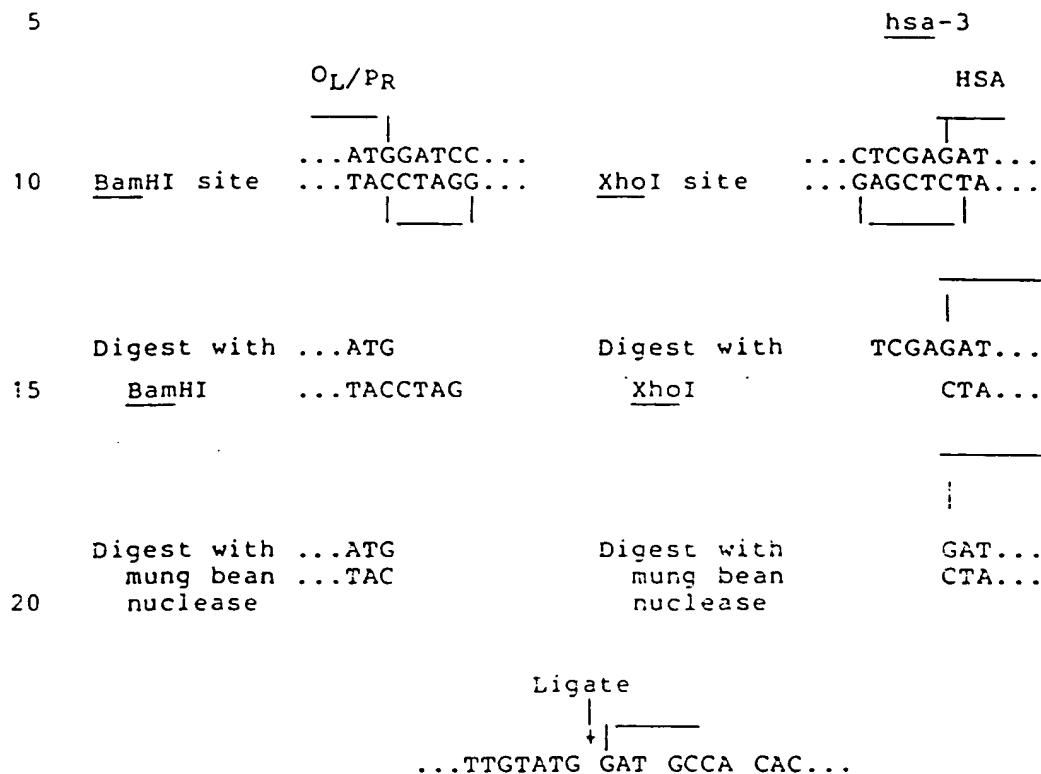 5 hsa-3
OL/PR HSA
...ATGGATCC... ...CTCGAGAT...
10 BamHI site ...TACCTAGG... XhoI site ...GAGCTCTA...
Digest with ...ATG Digest with TCGAGAT...
15 BamHI ...TACCTAG XhoI CTA...
Digest with ...ATG Digest with GAT...
mung bean ...TAC mung bean CTA...
20 nuclease nuclease
Ligate
...TTGTATG GAT GCCA CAC...